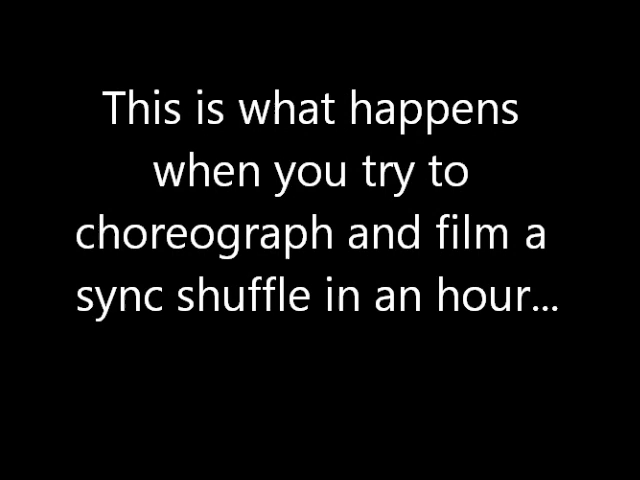 This is what happens
when you try to
choreograph and film a
sync shuffle in an hour...